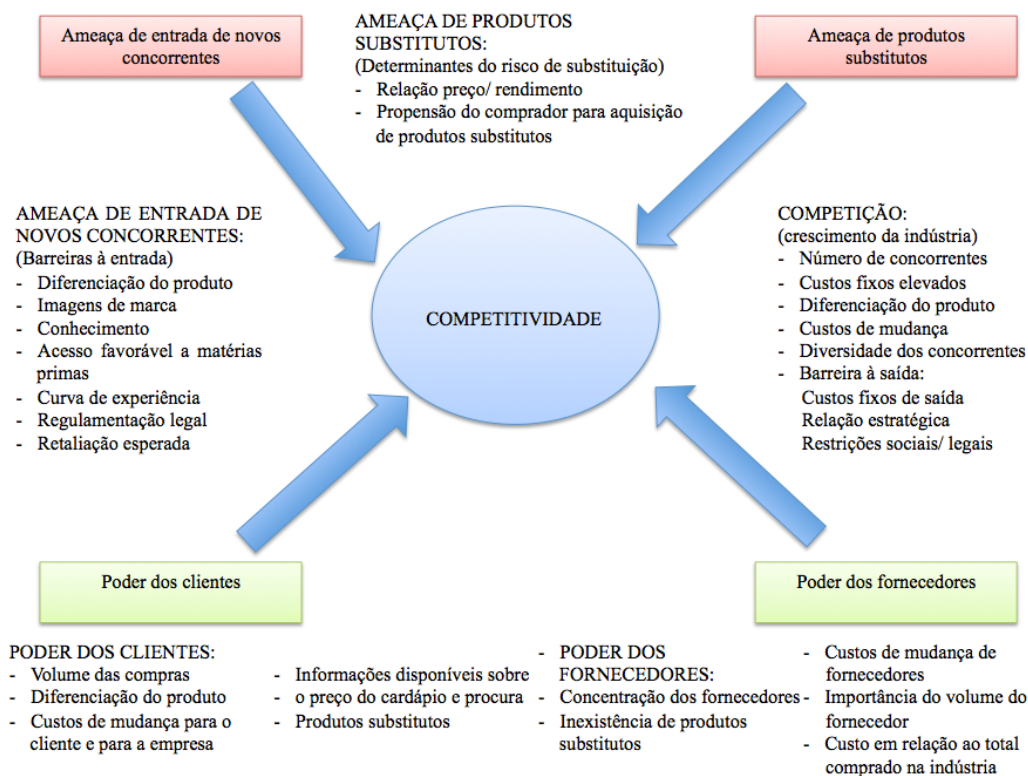 Ameaça de entrada de novos
concorrentes
AMEAÇA DE PRODUTOS
SUBSTITUTOS:
(Determinantes do risco de substituição)
- Relação preço/ rendimento
- Propensão do comprador para aquisição
de produtos substitutos
Ameaça de produtos
substitutos
AMEAÇA DE ENTRADA DE
NOVOS CONCORRENTES:
(Barreiras à entrada)
- Diferenciação do produto
- Imagens de marca
- Conhecimento
- Acesso favorável a matérias
primas
- Curva de experiência
- Regulamentação legal
- Retaliação esperada
COMPETITIVIDADE
COMPETIÇÃO:
(crescimento da indústria)
- Número de concorrentes
- Custos fixos elevados
- Diferenciação do produto
- Custos de mudança
- Diversidade dos concorrentes
- Barreira à saída:
Custos fixos de saída
Relação estratégica
Restrições sociais/ legais
Poder dos clientes
Poder dos fornecedores
PODER DOS CLIENTES:
- Volume das compras
- Diferenciação do produto
- Custos de mudança para o
cliente e para a empresa
- Informações disponíveis sobre
- o preço do cardápio e procura
- Produtos substitutos
- PODER DOS
FORNECEDORES:
- Concentração dos fornecedores
- Inexistência de produtos
substitutos
- Custos de mudança de
fornecedores
- Importância do volume do
fornecedor
- Custo em relação ao total
comprado na indústria